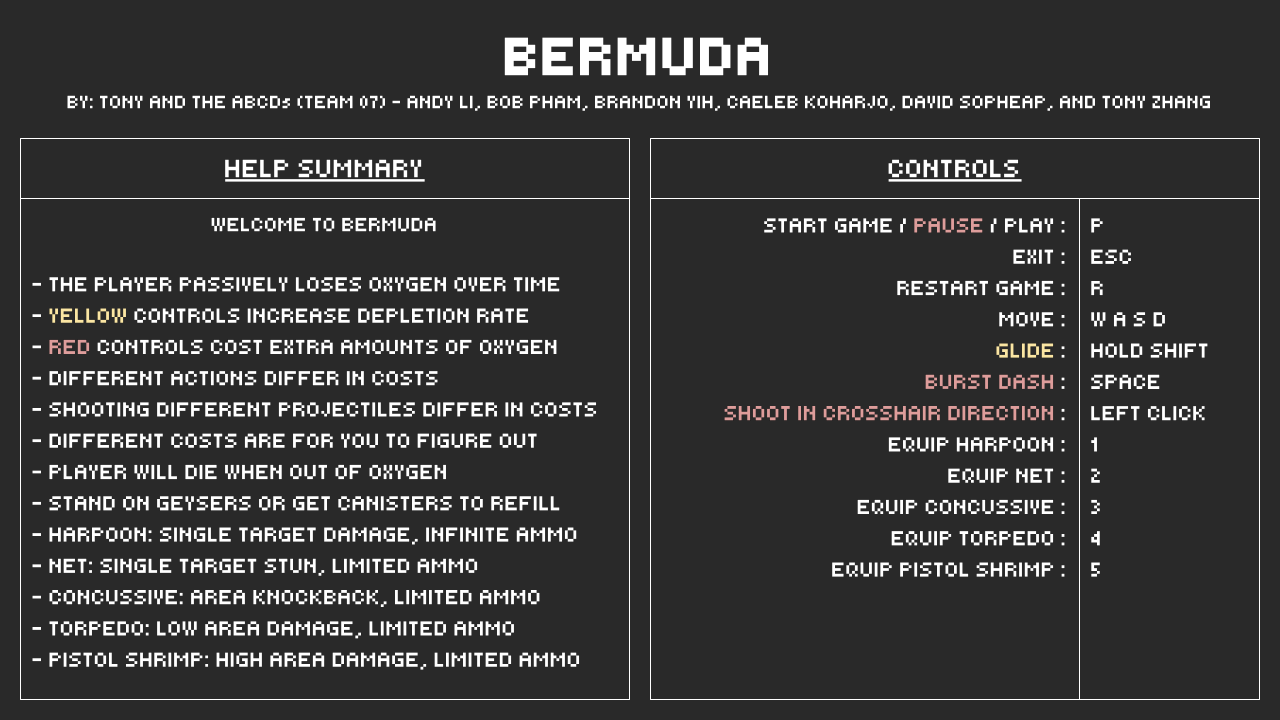 BERMUDA
BY: TONY AND THE ABCDs (TEAM 07) - ANDY LI, BOB PHAM, BRANDON YIH, CAELEB KOHARJO, DAVID SOPHEAP, AND TONY ZHANG
HELP SUMMARY
WELCOME TO BERMUDA
- THE PLAYER PASSIVELY LOSES OXYGEN OVER TIME
- YELLOW CONTROLS INCREASE DEPLETION RATE
- RED CONTROLS COST EXTRA AMOUNTS OF OXYGEN
- DIFFERENT ACTIONS DIFFER IN COSTS
- SHOOTING DIFFERENT PROJECTILES DIFFER IN COSTS
- DIFFERENT COSTS ARE FOR YOU TO FIGURE OUT
- PLAYER WILL DIE WHEN OUT OF OXYGEN
- STAND ON GEYSERS OR GET CANISTERS TO REFILL
- HARPOON: SINGLE TARGET DAMAGE, INFINITE AMMO
- NET: SINGLE TARGET STUN, LIMITED AMMO
- CONCUSSIVE: AREA KNOCKBACK, LIMITED AMMO
- TORPEDO: LOW AREA DAMAGE, LIMITED AMMO
- PISTOL SHRIMP: HIGH AREA DAMAGE, LIMITED AMMO
CONTROLS
START GAME / PAUSE / PLAY : P
EXIT : ESC
RESTART GAME : R
MOVE : W A S D
GLIDE : HOLD SHIFT
BURST DASH : SPACE
SHOOT IN CROSSHAIR DIRECTION : LEFT CLICK
EQUIP HARPOON : 1
EQUIP NET : 2
EQUIP CONCUSSIVE : 3
EQUIP TORPEDO : 4
EQUIP PISTOL SHRIMP : 5